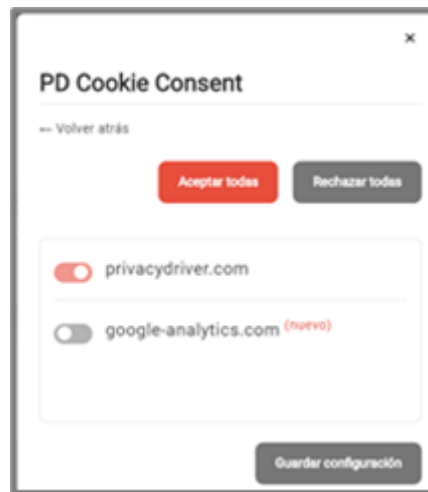 ×
PD Cookie Consent
← Volver atrás
Aceptar todas Rechazar todas
privacydriver.com
google-analytics.com (nuevo)
Guardar configuración